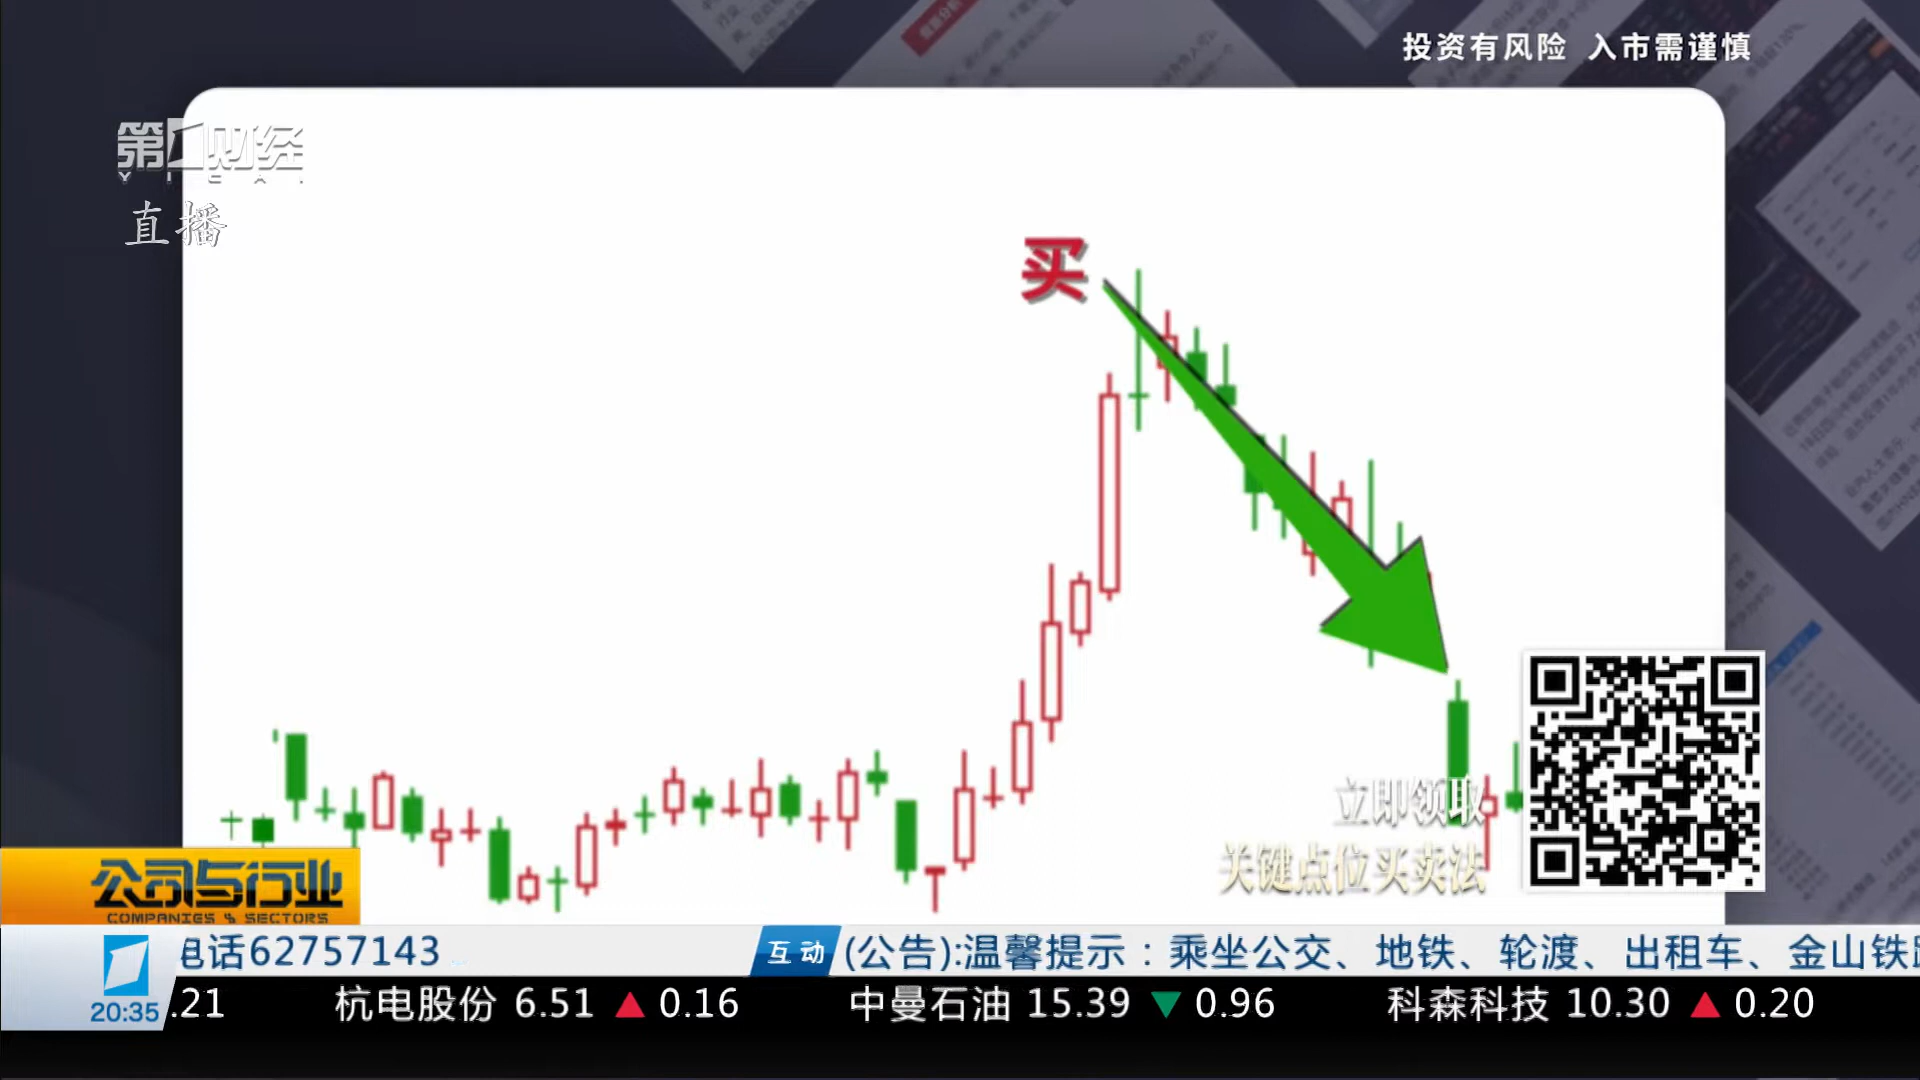 投资有风险 入市需谨慎
第一财经
YICAI
直播
买
立即领取
关键点位买卖法
公司与行业
COMPANIES & SECTORS
电话62757143
互动 (公告):温馨提示：乘坐公交、地铁、轮渡、出租车、金山铁
20:35
.21 杭电股份 6.51 ▲ 0.16 中曼石油 15.39 ▼ 0.96 科森科技 10.30 ▲ 0.20